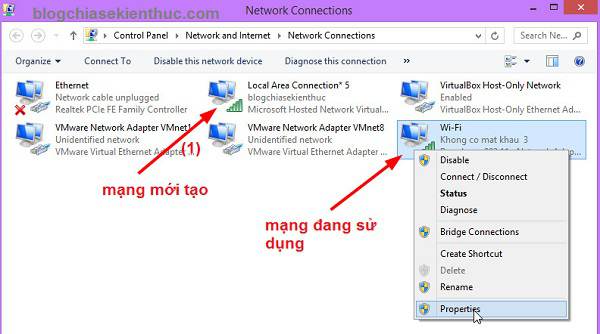 blogchiasekienthuc.com
Network Connections
Control Panel
Network and Internet
Network Connections
Organize
Connect To
Disable this network device
Diagnose this connection
Ethernet
Network cable unplugged
Realtek PCIe FE Family Controller
Local Area Connection* 5
blogchiasekienthuc
Microsoft Hosted Network Virtual...
VirtualBox Host-Only Network
Enabled
VirtualBox Host-Only Ethernet Ad...
VMware Network Adapter VMnet1
Unidentified network
VMware Virtual Ethernet Adapter ...
(1)
VMware Network Adapter VMnet8
Unidentified network
VMware Virtual Ethernet Adapter ...
Wi-Fi
Khong co mat khau 3
mạng mới tạo
mạng đang sử
dụng
Disable
Connect / Disconnect
Status
Diagnose
Bridge Connections
Create Shortcut
Delete
Rename
Properties